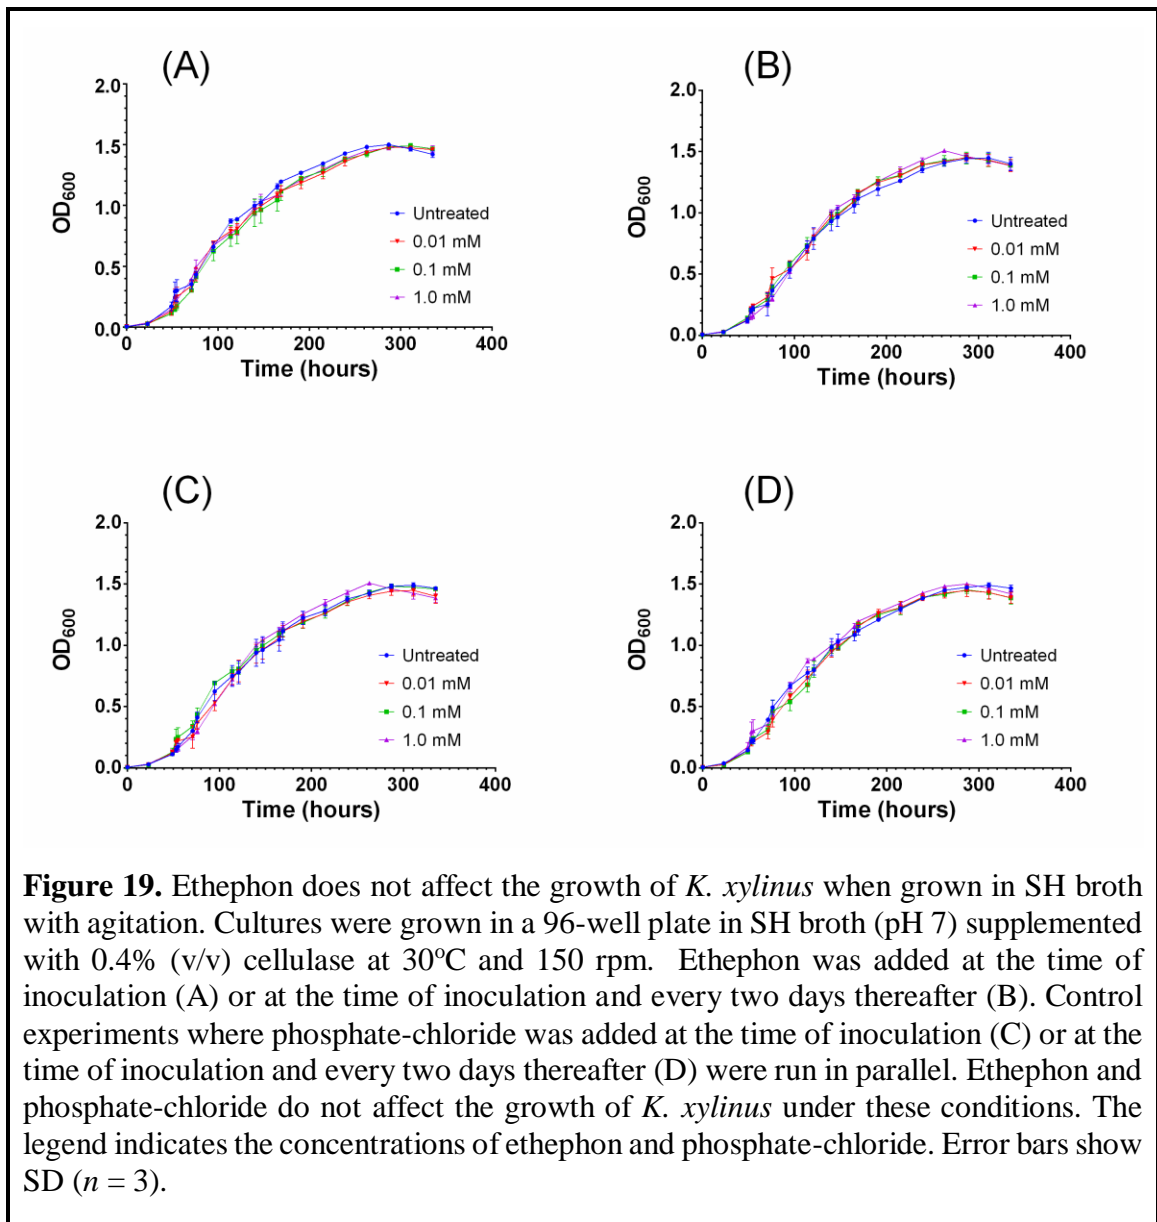 (A)
2.0
1.5
1.0
0.5
0.0
OD600
0 100 200 300 400
Time (hours)
Untreated
0.01 mM
0.1 mM
1.0 mM
(B)
2.0
1.5
1.0
0.5
0.0
OD600
0 100 200 300 400
Time (hours)
Untreated
0.01 mM
0.1 mM
1.0 mM
(C)
2.0
1.5
1.0
0.5
0.0
OD600
0 100 200 300 400
Time (hours)
Untreated
0.01 mM
0.1 mM
1.0 mM
(D)
2.0
1.5
1.0
0.5
0.0
OD600
0 100 200 300 400
Time (hours)
Untreated
0.01 mM
0.1 mM
1.0 mM
Figure 19. Ethephon does not affect the growth of K. xylinus when grown in SH broth
with agitation. Cultures were grown in a 96-well plate in SH broth (pH 7) supplemented
with 0.4% (v/v) cellulase at 30ºC and 150 rpm. Ethephon was added at the time of
inoculation (A) or at the time of inoculation and every two days thereafter (B). Control
experiments where phosphate-chloride was added at the time of inoculation (C) or at the
time of inoculation and every two days thereafter (D) were run in parallel. Ethephon and
phosphate-chloride do not affect the growth of K. xylinus under these conditions. The
legend indicates the concentrations of ethephon and phosphate-chloride. Error bars show
SD (n = 3).